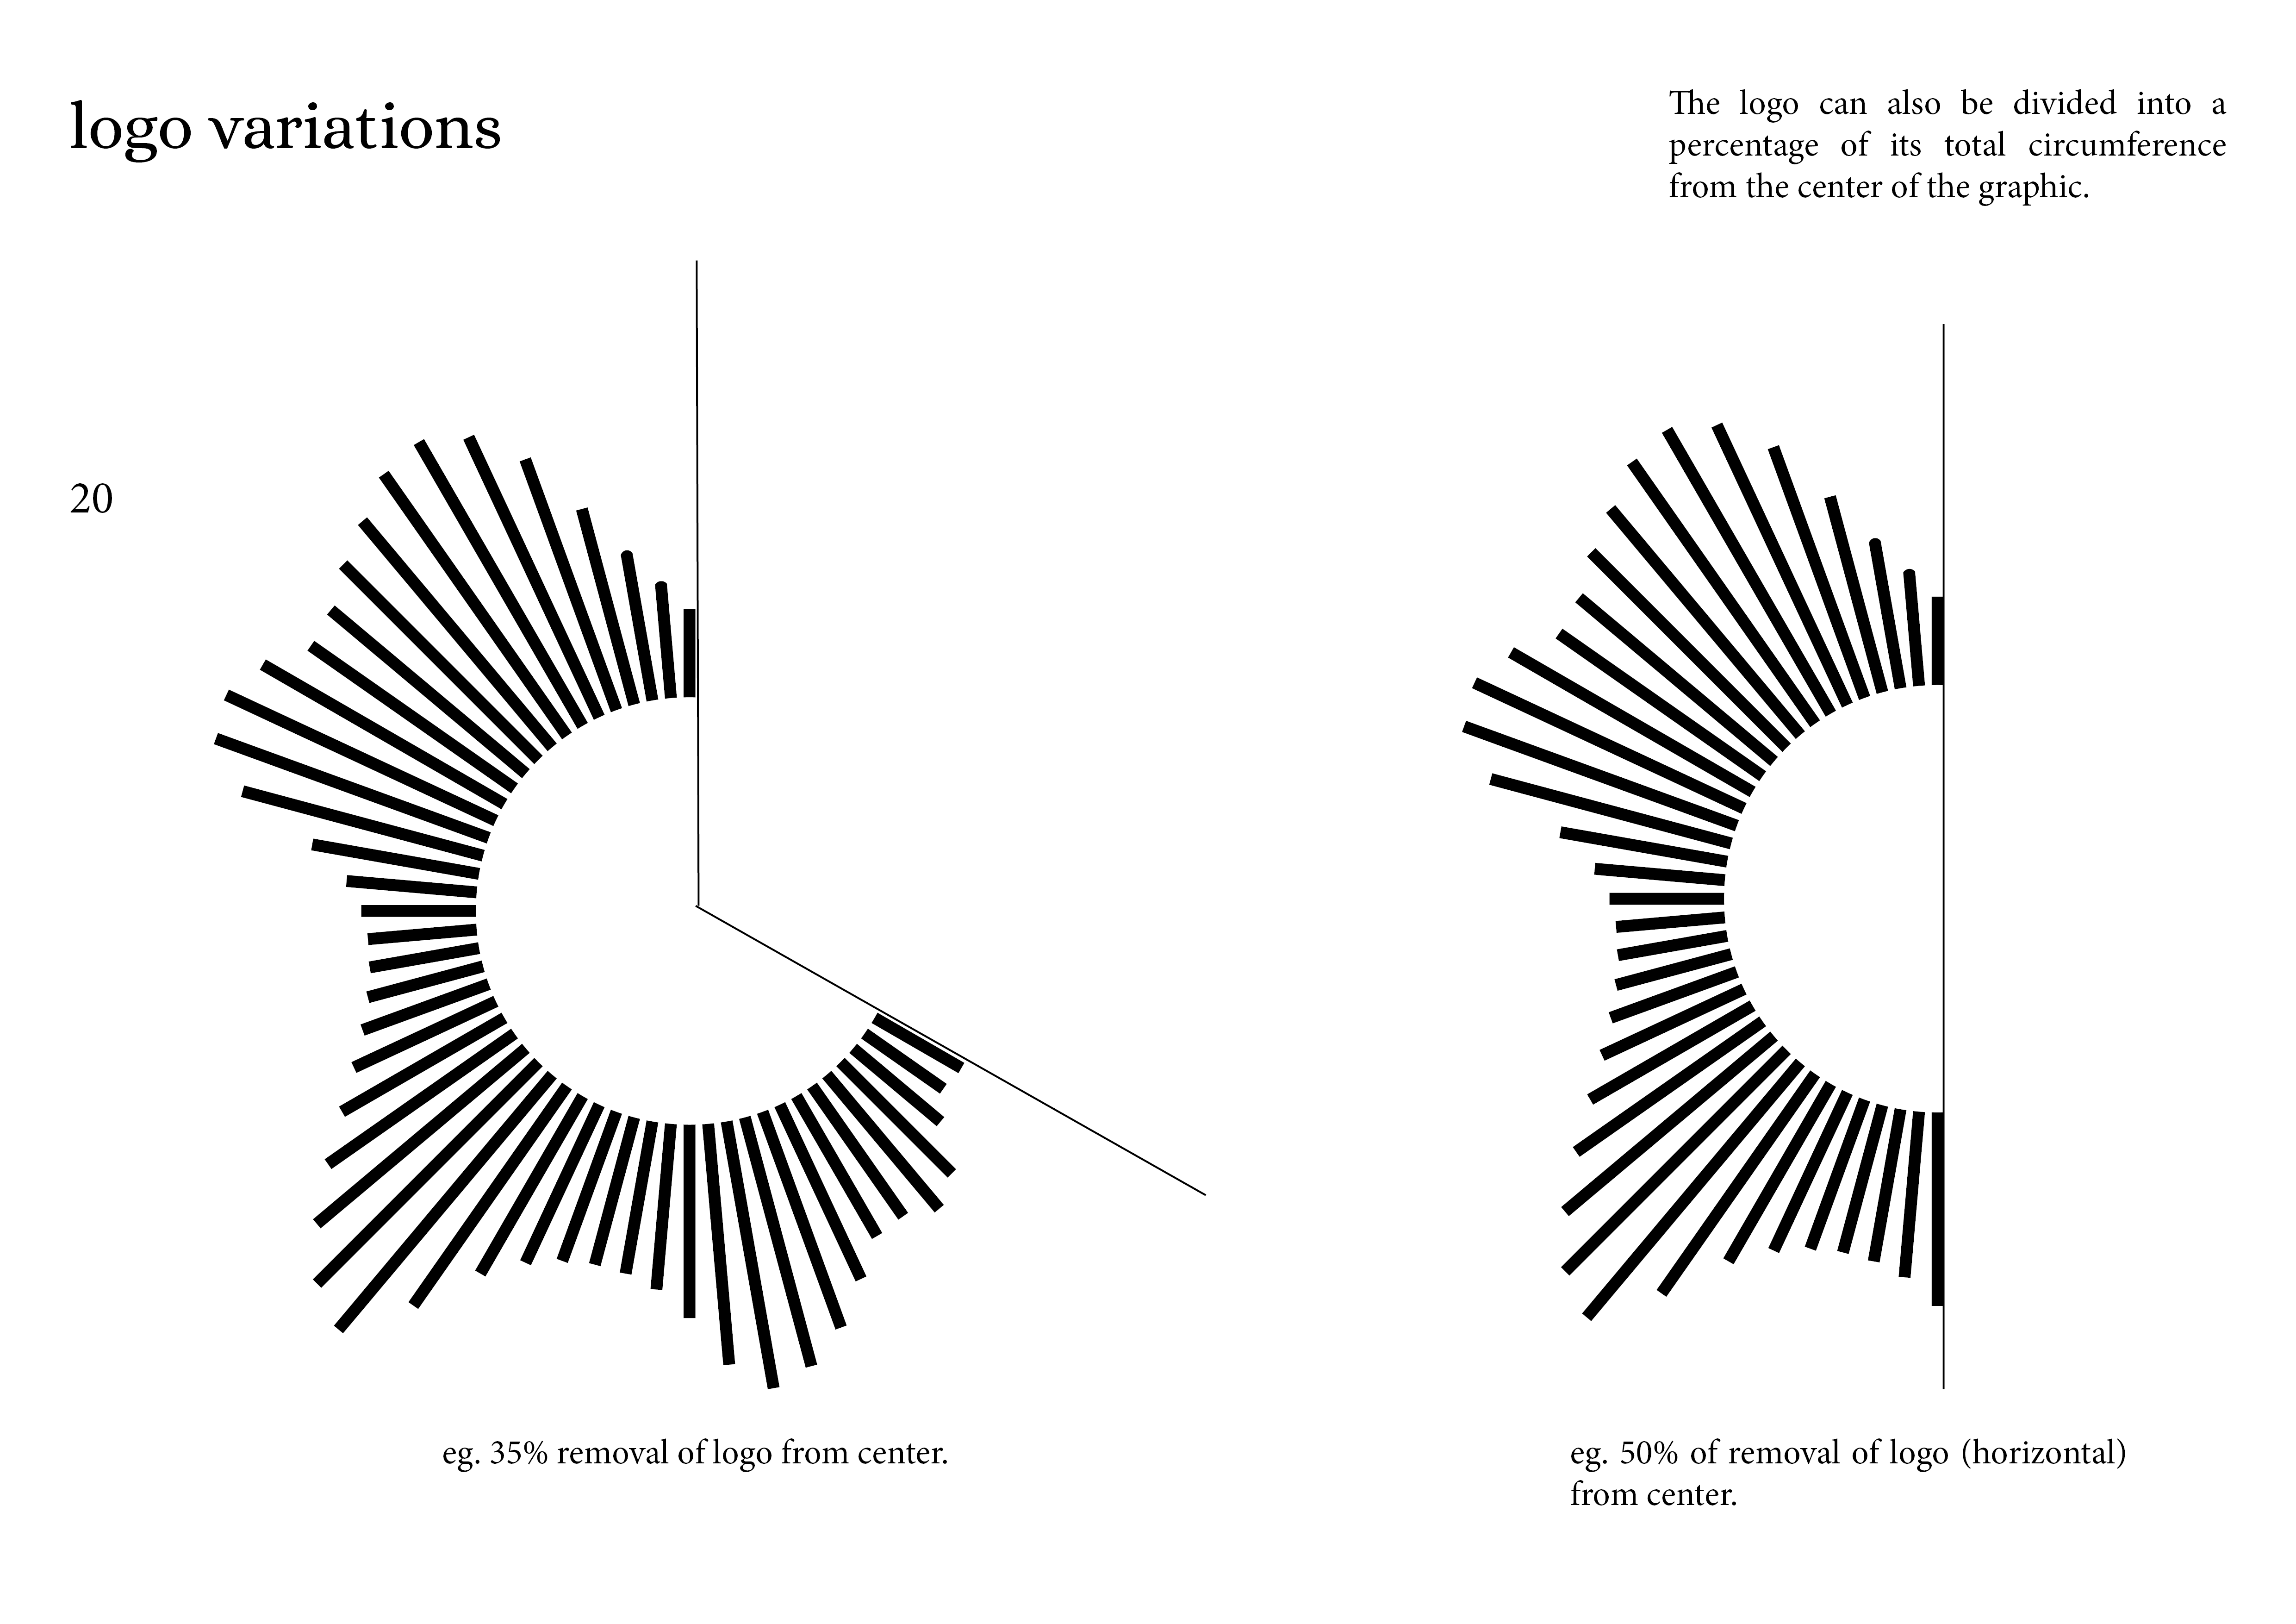 logo variations
The logo can also be divided into a
percentage of its total circumference
from the center of the graphic.
20
eg. 35% removal of logo from center.
eg. 50% of removal of logo (horizontal)
from center.